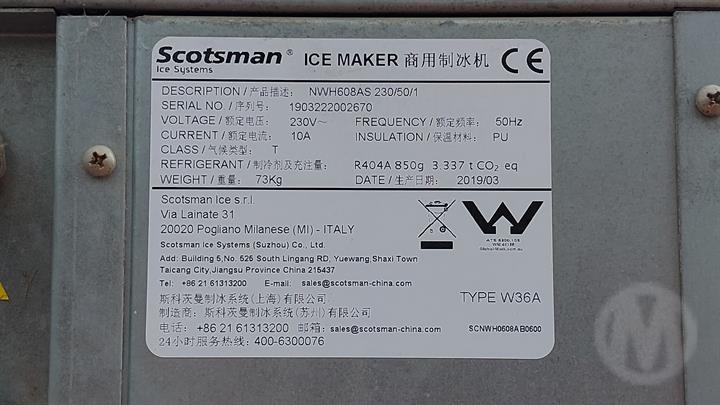 Scotsman® ICE MAKER 商用制冰机 CE
Ice Systems
DESCRIPTION / 产品描述: NWH608AS 230/50/1
SERIAL NO. / 序列号: 1903222002670
VOLTAGE / 额定电压: 230V~ FREQUENCY / 额定频率: 50Hz
CURRENT / 额定电流: 10A INSULATION / 保温材料: PU
CLASS / 气候类型: T
REFRIGERANT / 制冷剂及充注量: R404A 850g 3.337 t CO₂ eq
WEIGHT / 重量: 73Kg DATE / 生产日期: 2019/03
Scotsman Ice s.r.l.
Via Lainate 31
20020 Pogliano Milanese (MI) - ITALY
Scotsman Ice Systems (Suzhou) Co., Ltd.
Add: Building 5,No. 525 South Lingang RD, Yuewang,Shaxi Town
Taicang City,Jiangsu Province China 215437
Tel: +86 21 61313200 E-mail: sales@scotsman-china.com
斯科茨曼制冰系统(上海)有限公司
制造商: 斯科茨曼制冰系统(苏州)有限公司
电话: +86 21 61313200 邮箱: sales@scotsman-china.com
24小时服务热线: 400-6300076
TYPE W36A
SCNWH0608AB0600